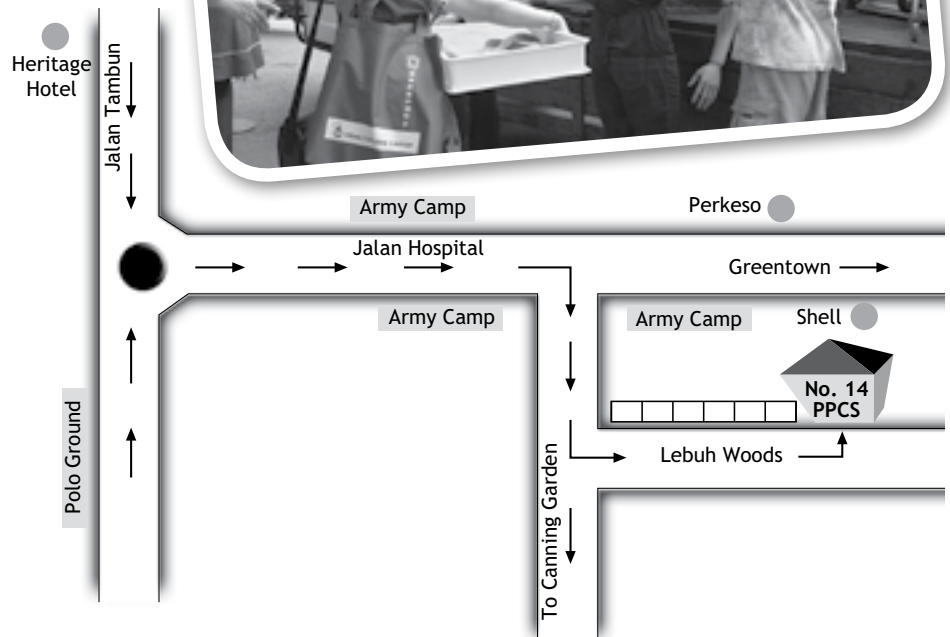 Heritage
Hotel
Jalan Tambun
Army Camp
Perkeso
Jalan Hospital
Greentown
Army Camp
Army Camp
Shell
No. 14
PPCS
Polo Ground
Lebuh Woods
To Canning Garden